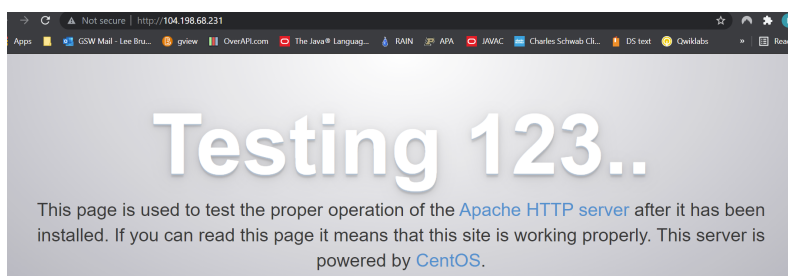 Not secure | http://104.198.68.231
Apps GSW Mail - Lee Bru... gview OverAPI.com The Java® Languag... RAIN APA JAVAC Charles Schwab Cli... DS text Qwiklabs » Rea
Testing 123..
This page is used to test the proper operation of the Apache HTTP server after it has been
installed. If you can read this page it means that this site is working properly. This server is
powered by CentOS.